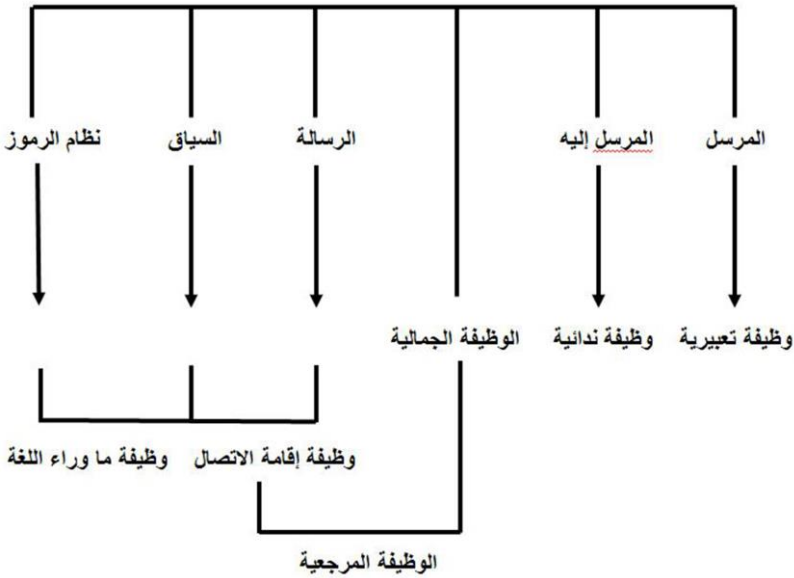 المرسل
المرسل إليه
الرسالة
السياق
نظام الرموز
وظيفة تعبيرية
وظيفة ندائية
الوظيفة الجمالية
وظيفة إقامة الاتصال
وظيفة ما وراء اللغة
الوظيفة المرجعية